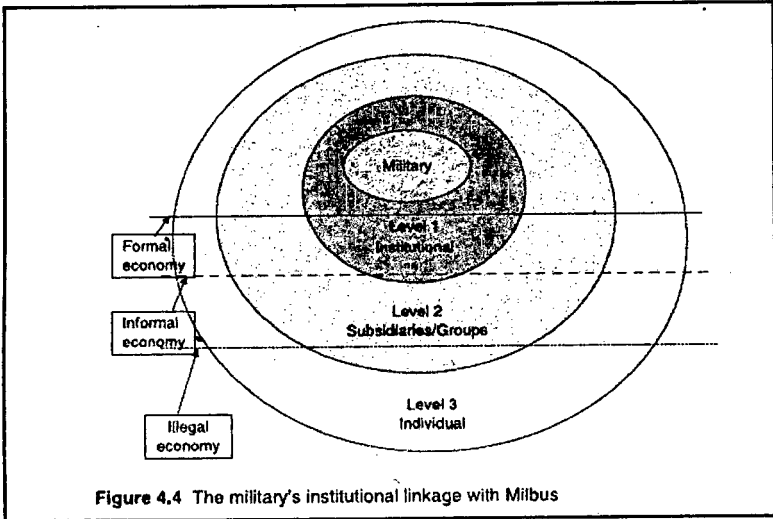 Military
Level 1
Institutional
Formal
economy
Level 2
Subsidiaries/Groups
Informal
economy
Level 3
Individual
Illegal
economy
Figure 4.4 The military's institutional linkage with Milbus